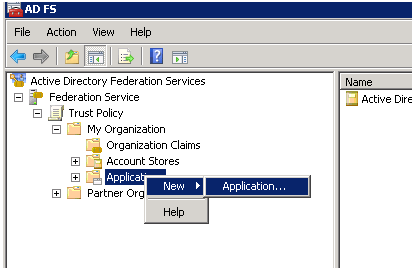 AD FS
File Action View Help
Active Directory Federation Services
Name
Federation Service
Active Dire
Trust Policy
My Organization
Organization Claims
Account Stores
Applicatio
New Application...
Partner Org
Help